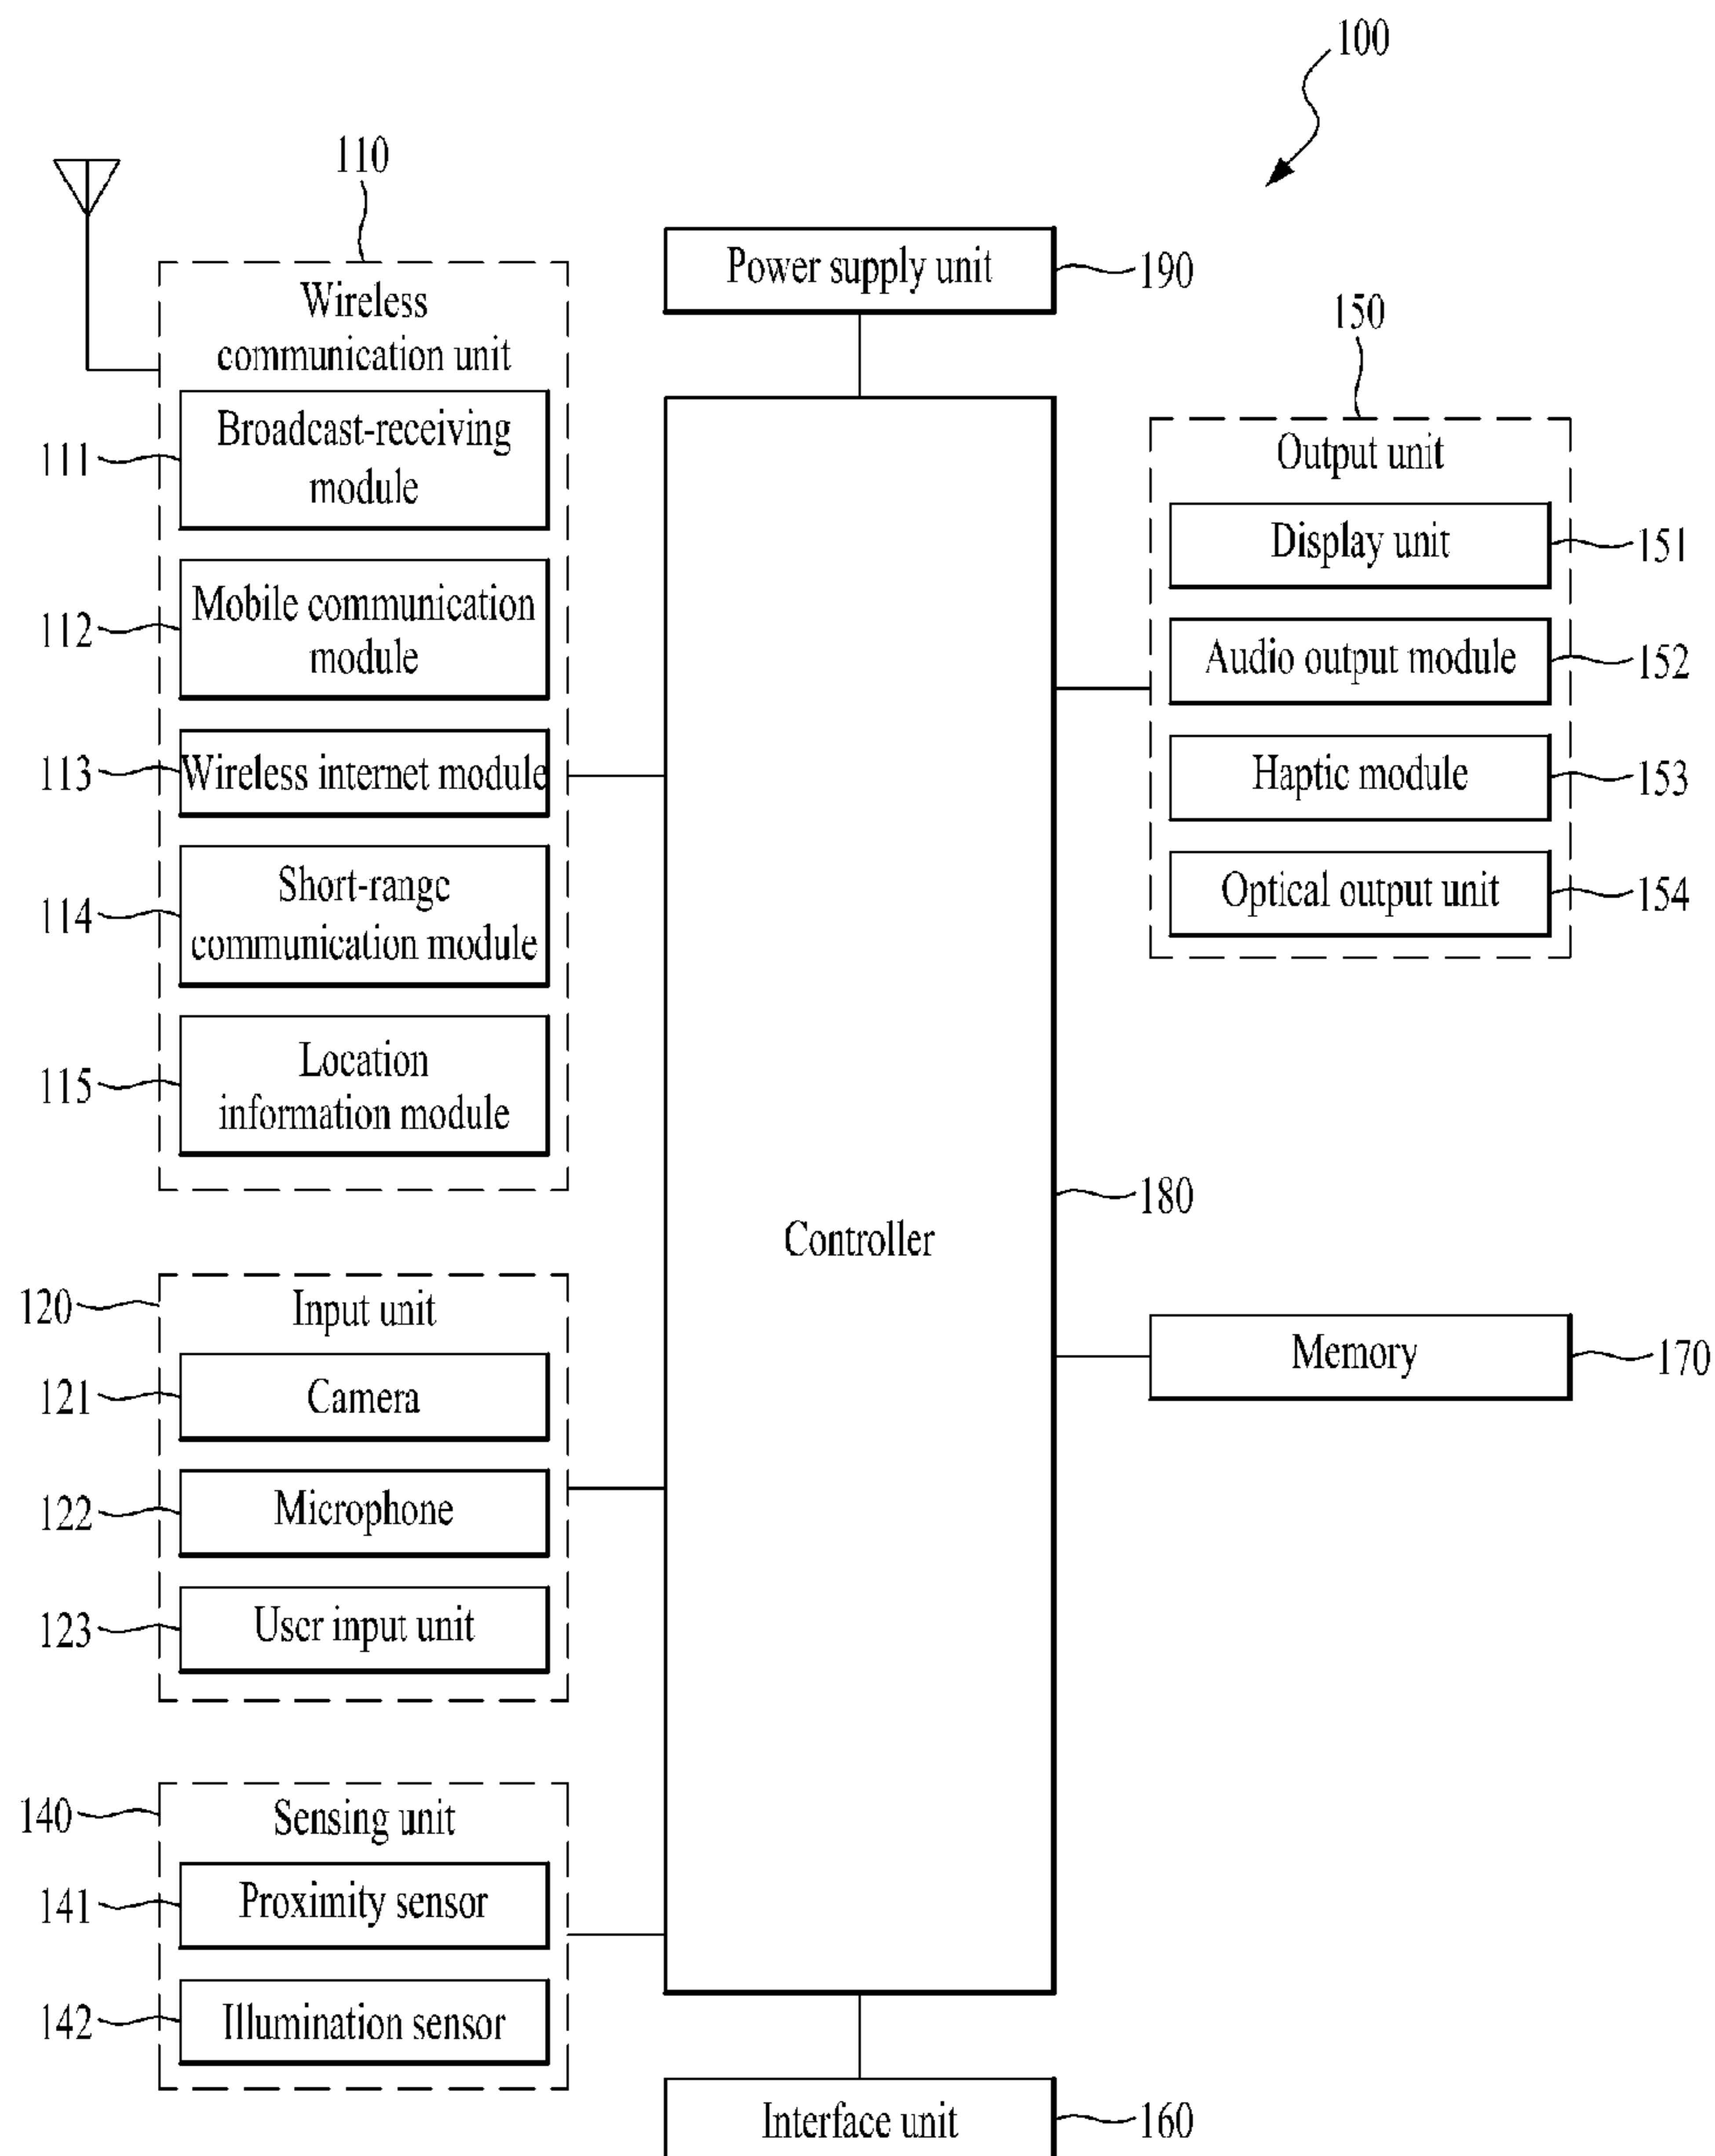 100
110
Wireless
communication unit
111
Broadcast-receiving
module
112
Mobile communication
module
113
Wireless internet module
114
Short-range
communication module
115
Location
information module
120
Input unit
121
Camera
122
Microphone
123
User input unit
140
Sensing unit
141
Proximity sensor
142
Illumination sensor
Power supply unit
190
Controller
180
Interface unit
160
150
Output unit
Display unit
151
Audio output module
152
Haptic module
153
Optical output unit
154
Memory
170